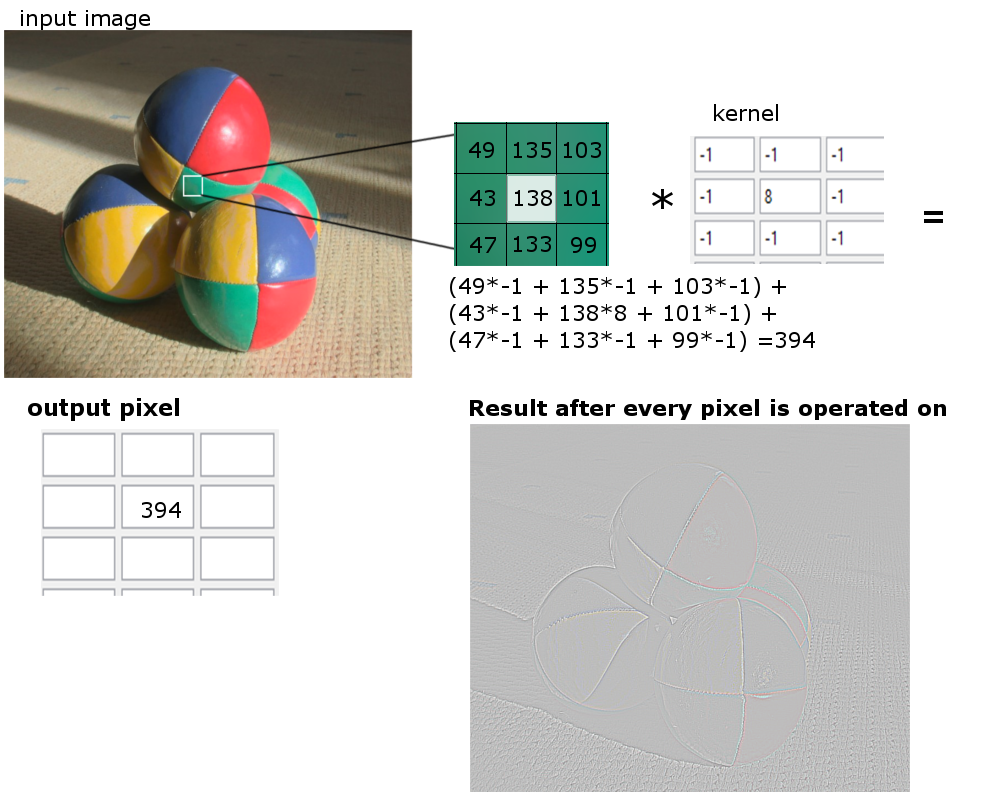 input image
kernel
49 135 103
43 138 101
47 133 99
*
-1 -1 -1
-1 8 -1
-1 -1 -1
=
(49*-1 + 135*-1 + 103*-1) +
(43*-1 + 138*8 + 101*-1) +
(47*-1 + 133*-1 + 99*-1) =394
output pixel
394
Result after every pixel is operated on